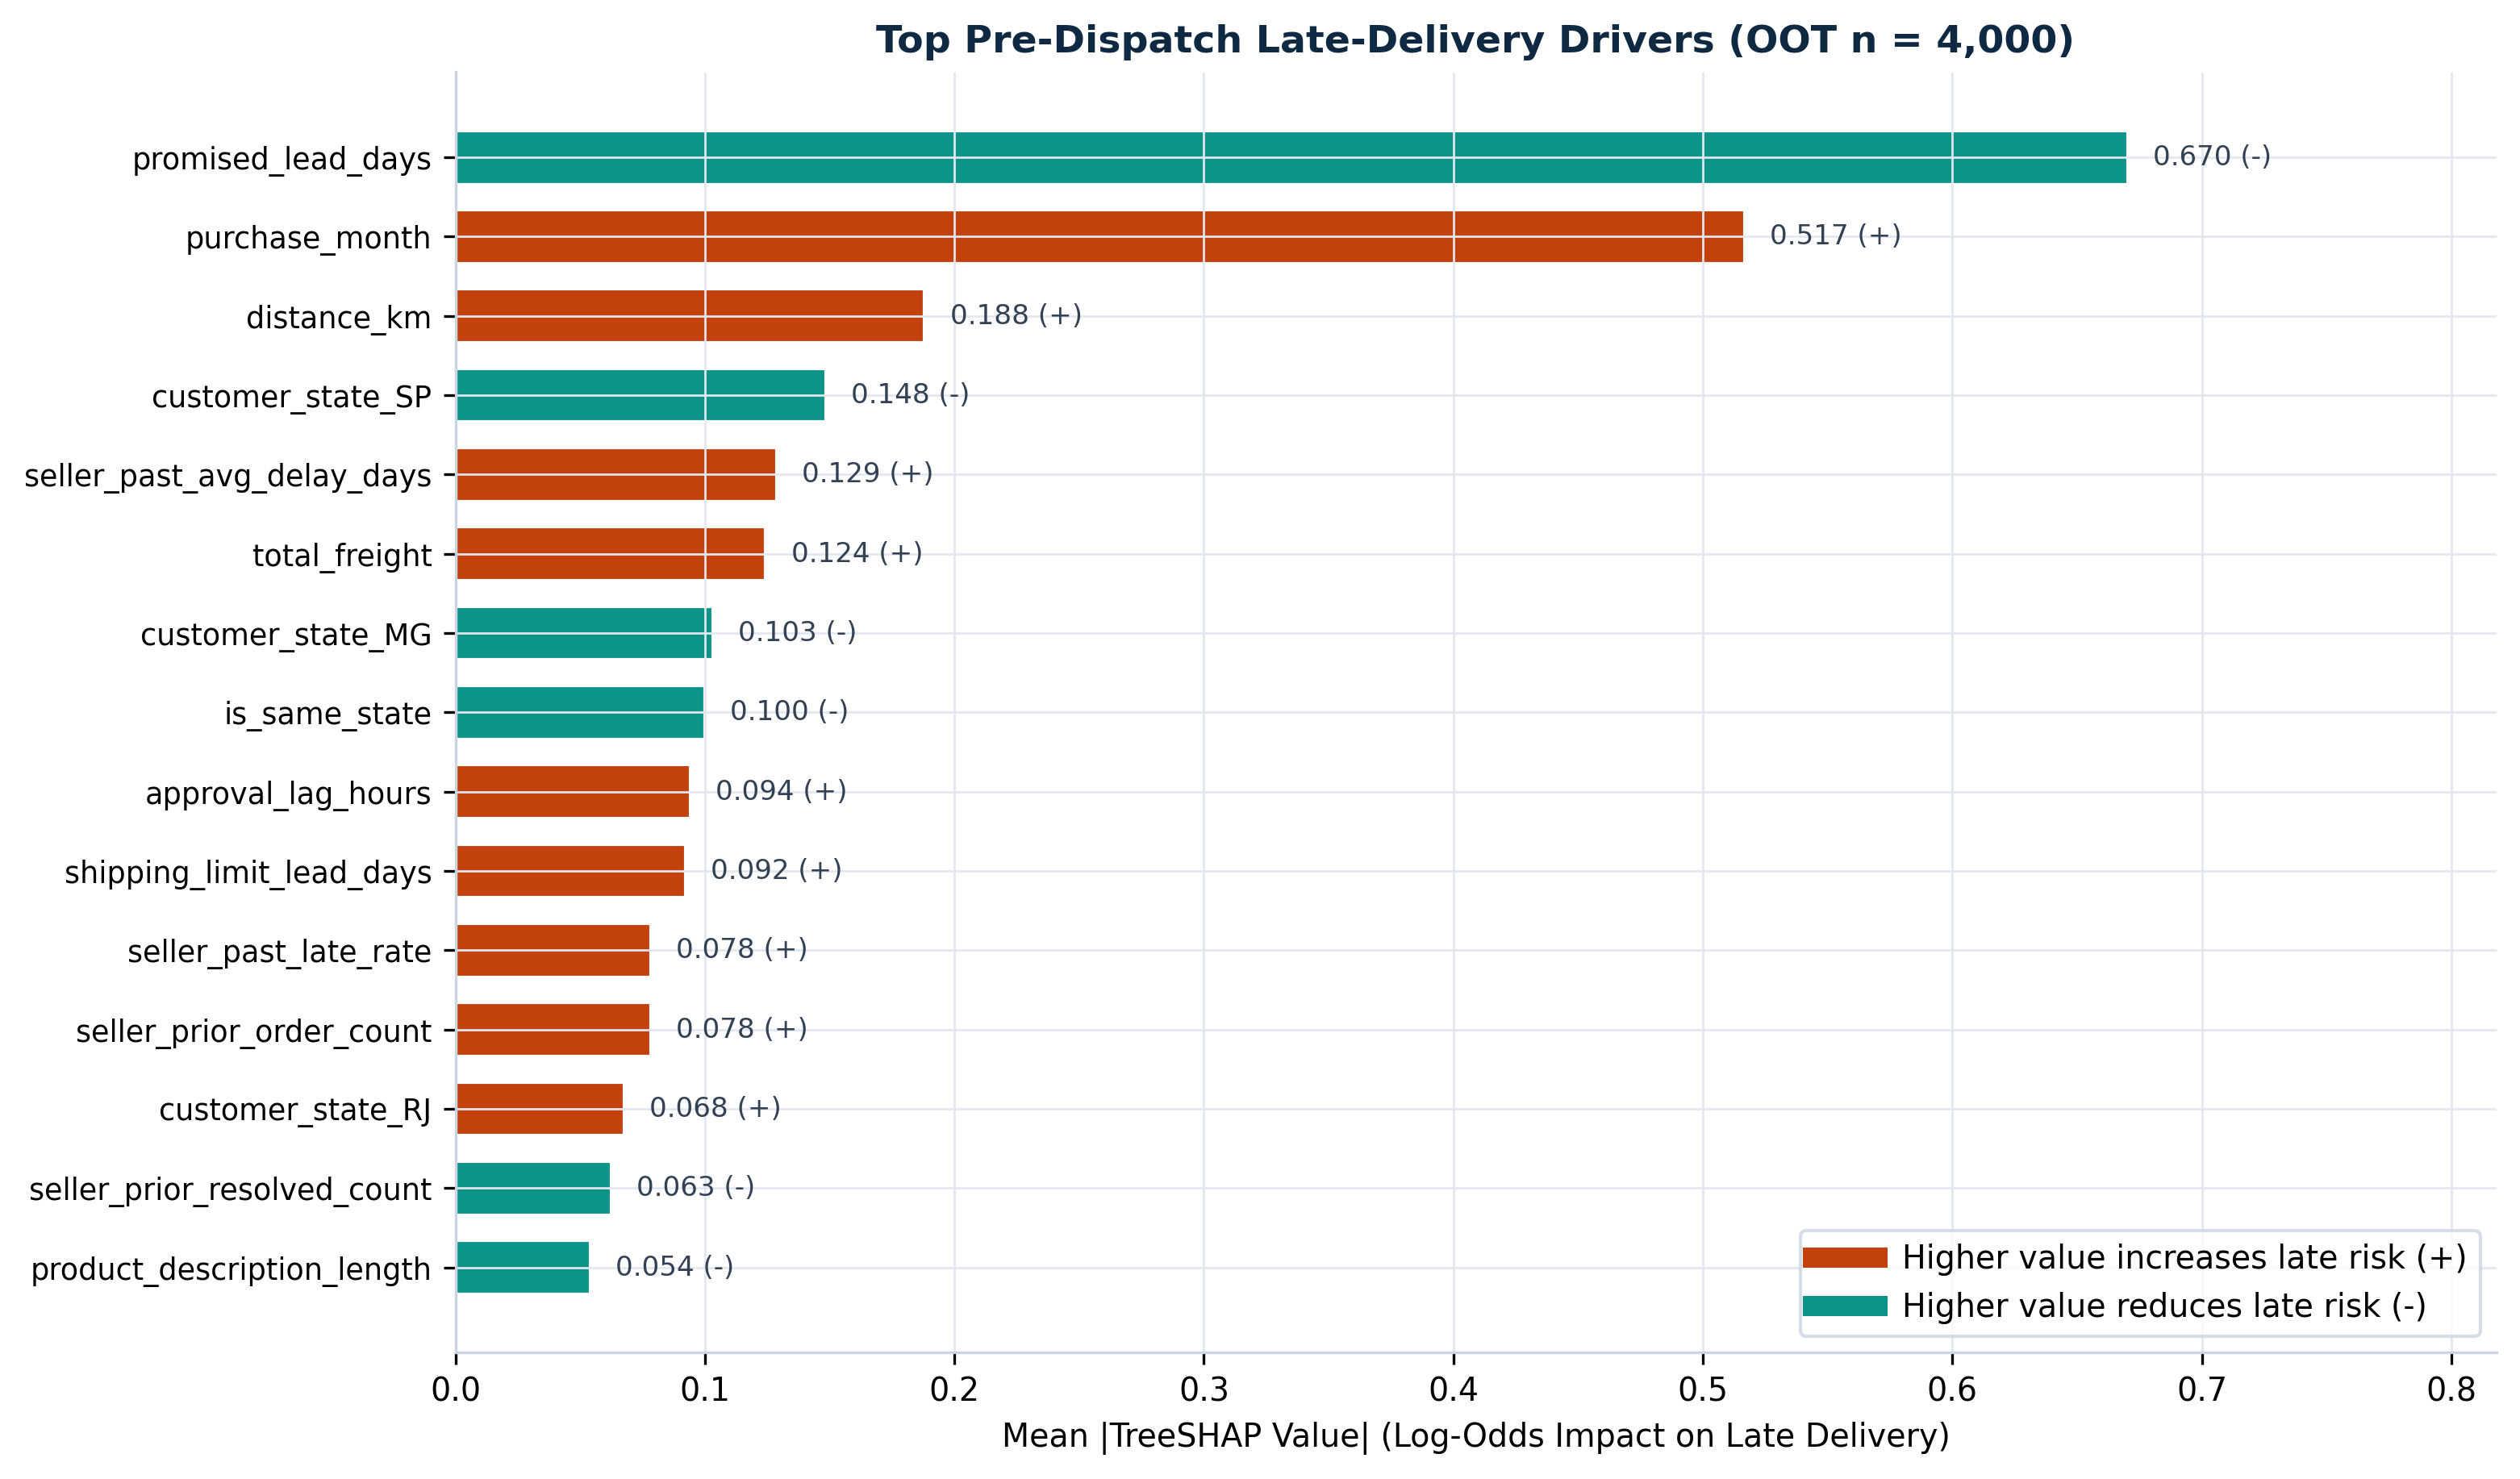 Top Pre-Dispatch Late-Delivery Drivers (OOT n = 4,000)
promised_lead_days 0.670 (-)
purchase_month 0.517 (+)
distance_km 0.188 (+)
customer_state_SP 0.148 (-)
seller_past_avg_delay_days 0.129 (+)
total_freight 0.124 (+)
customer_state_MG 0.103 (-)
is_same_state 0.100 (-)
approval_lag_hours 0.094 (+)
shipping_limit_lead_days 0.092 (+)
seller_past_late_rate 0.078 (+)
seller_prior_order_count 0.078 (+)
customer_state_RJ 0.068 (+)
seller_prior_resolved_count 0.063 (-)
product_description_length 0.054 (-)
Higher value increases late risk (+)
Higher value reduces late risk (-)
0.0 0.1 0.2 0.3 0.4 0.5 0.6 0.7 0.8
Mean |TreeSHAP Value| (Log-Odds Impact on Late Delivery)